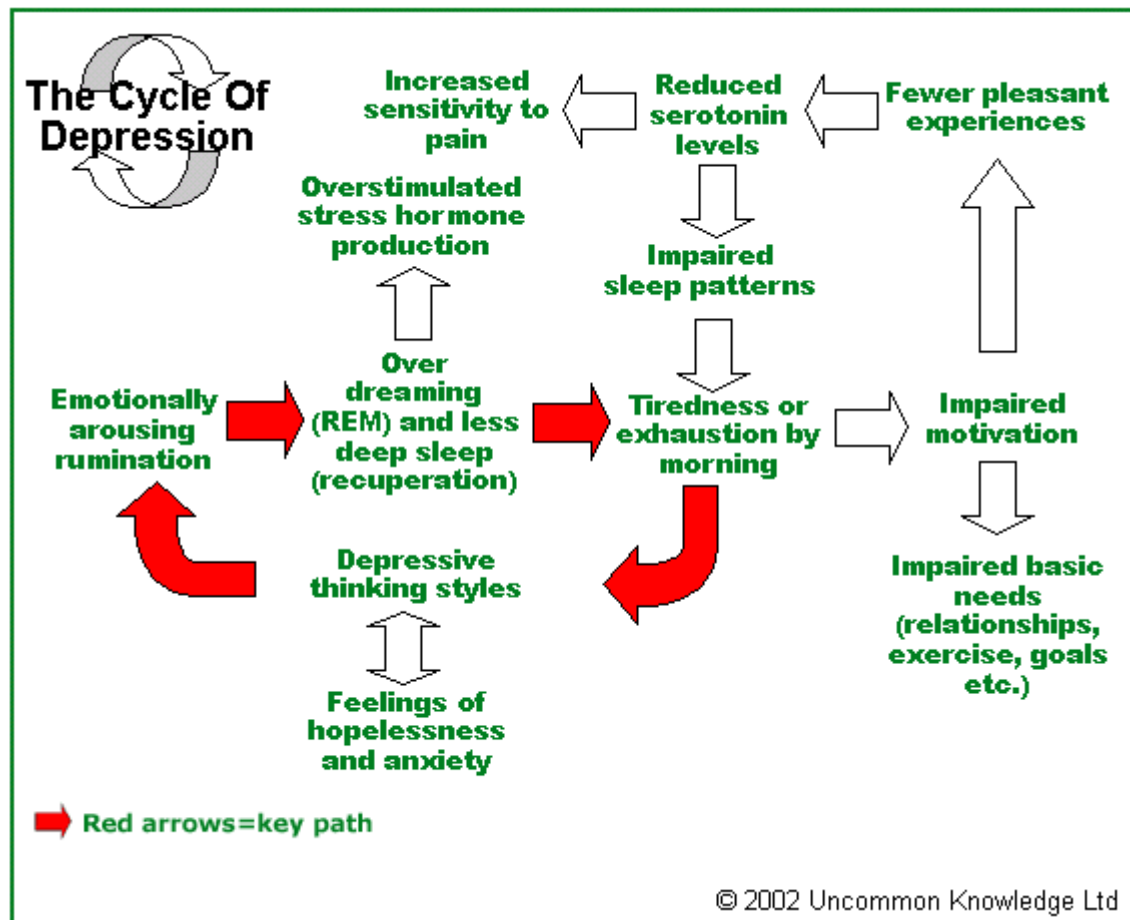 The Cycle Of
Depression
Increased
sensitivity to
pain
Reduced
serotonin
levels
Fewer pleasant
experiences
Overstimulated
stress hormone
production
Impaired
sleep patterns
Emotionally
arousing
rumination
Over
dreaming
(REM) and less
deep sleep
(recuperation)
Tiredness or
exhaustion by
morning
Impaired
motivation
Depressive
thinking styles
Impaired basic
needs
(relationships,
exercise, goals
etc.)
Feelings of
hopelessness
and anxiety
Red arrows=key path
© 2002 Uncommon Knowledge Ltd